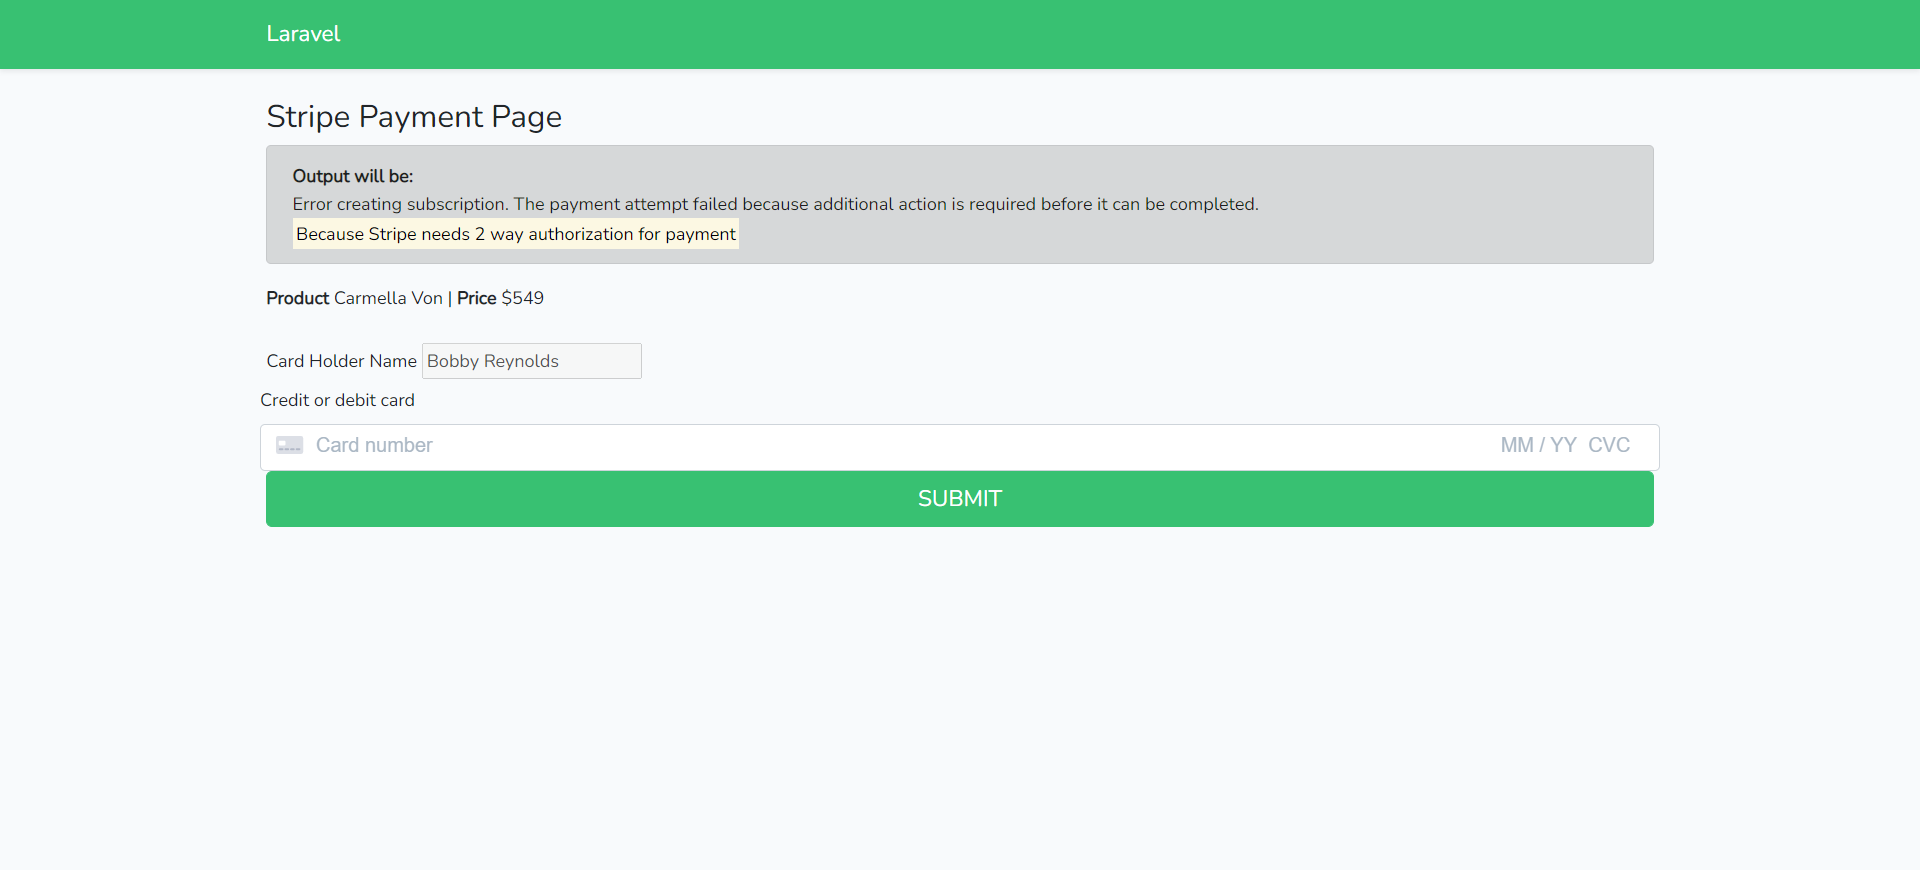 Laravel
Stripe Payment Page
Output will be:
Error creating subscription. The payment attempt failed because additional action is required before it can be completed.
Because Stripe needs 2 way authorization for payment
Product Carmella Von | Price $549
Card Holder Name Bobby Reynolds
Credit or debit card
Card number MM / YY CVC
SUBMIT